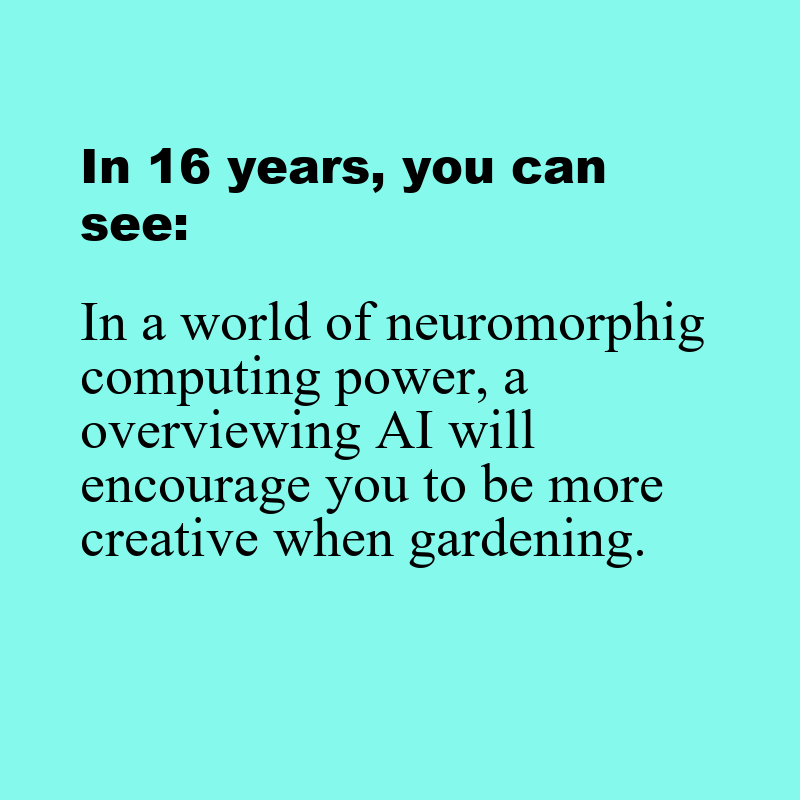 In 16 years, you can
see:
In a world of neuromorphig
computing power, a
overviewing AI will
encourage you to be more
creative when gardening.